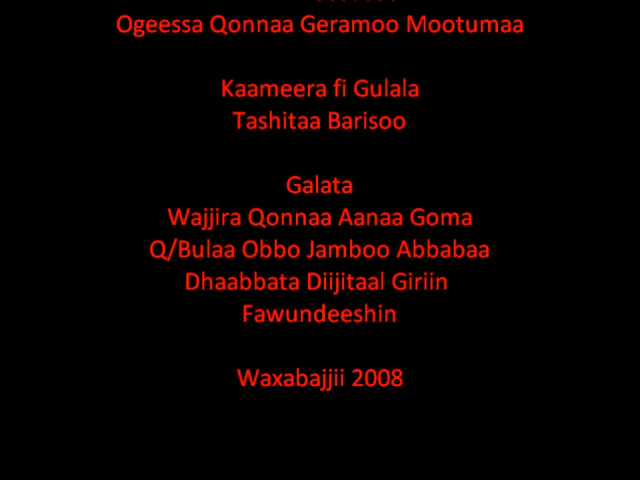 Ogeessa Qonnaa Geramoo Mootumaa
Kaameera fi Gulala
Tashitaa Barisoo
Galata
Wajjira Qonnaa Aanaa Goma
Q/Bulaa Obbo Jamboo Abbabaa
Dhaabbata Diijitaal Giriin
Fawundeeshin
Waxabajjii 2008